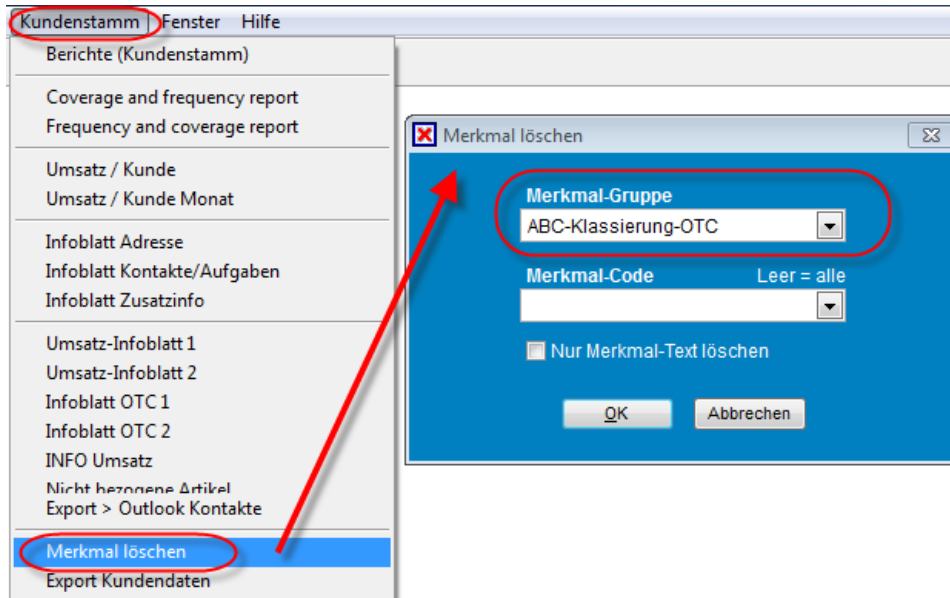 Kundenstamm Fenster Hilfe
Berichte (Kundenstamm)
Coverage and frequency report
Frequency and coverage report
Umsatz / Kunde
Umsatz / Kunde Monat
Infoblatt Adresse
Infoblatt Kontakte/Aufgaben
Infoblatt Zusatzinfo
Umsatz-Infoblatt 1
Umsatz-Infoblatt 2
Infoblatt OTC 1
Infoblatt OTC 2
INFO Umsatz
Nicht bezogene Artikel
Export > Outlook Kontakte
Merkmal löschen
Export Kundendaten
Merkmal löschen
Merkmal-Gruppe
ABC-Klassierung-OTC
Merkmal-Code Leer = alle
Nur Merkmal-Text löschen
OK Abbrechen